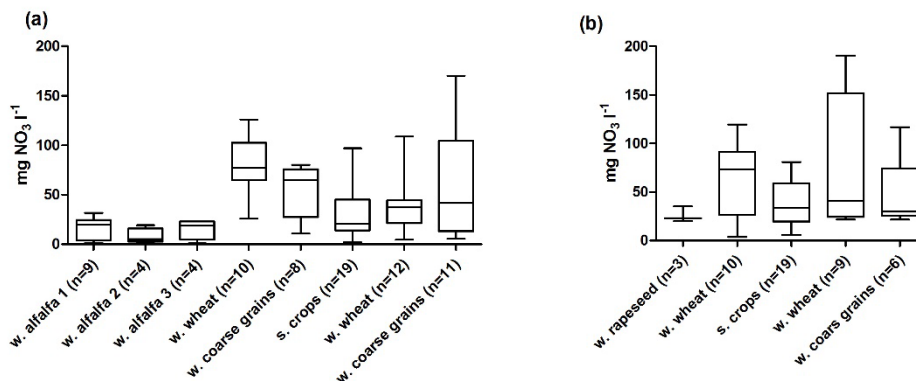 (a)
mg NO3 l-1
200
150
100
50
0
w. alfalfa 1 (n=9)
w. alfalfa 2 (n=4)
w. alfalfa 3 (n=4)
w. wheat (n=10)
w. coarse grains (n=8)
s. crops (n=19)
w. wheat (n=12)
w. coarse grains (n=11)
(b)
mg NO3 l-1
200
150
100
50
0
w. rapeseed (n=3)
w. wheat (n=10)
s. crops (n=19)
w. wheat (n=9)
w. coars grains (n=6)